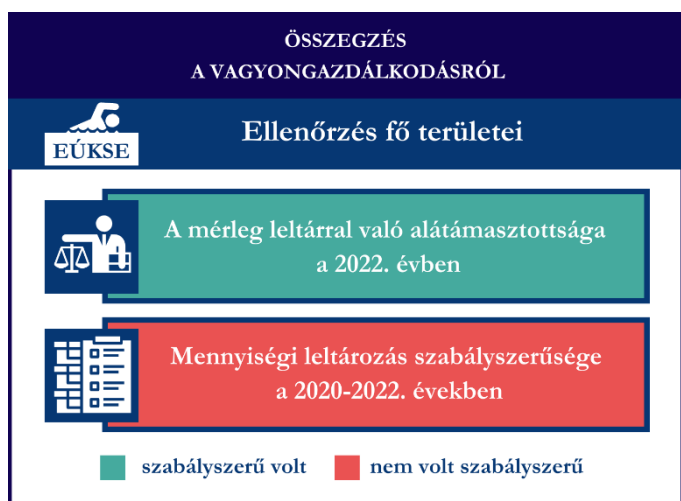 ÖSSZEGZÉS
A VAGYONGAZDÁLKODÁSRÓL
EÚKSE
Ellenőrzés fő területei
A mérleg leltárral való alátámasztottsága
a 2022. évben
Mennyiségi leltározás szabályszerűsége
a 2020-2022. években
szabályszerű volt
nem volt szabályszerű